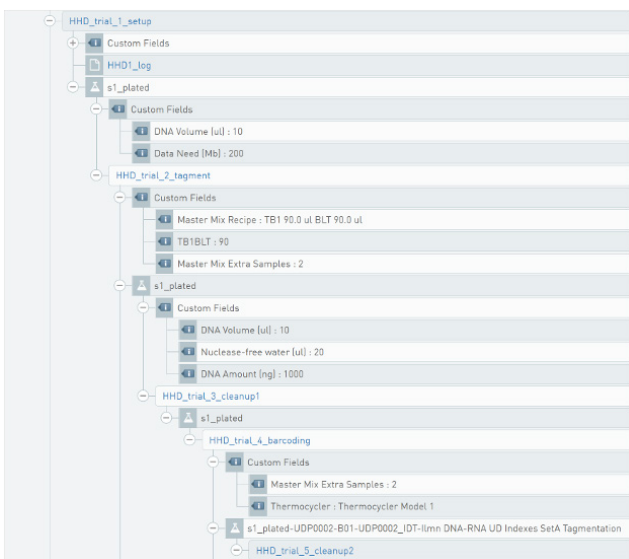 HHD_trial_1_setup
Custom Fields
HHD1_log
s1_plated
Custom Fields
DNA Volume (ul) : 10
Data Need (Mb) : 200
HHD_trial_2_tagment
Custom Fields
Master Mix Recipe : TB1 90.0 ul BLT 90.0 ul
TB1BLT : 90
Master Mix Extra Samples : 2
s1_plated
Custom Fields
DNA Volume (ul) : 10
Nuclease-free water (ul) : 20
DNA Amount (ng) : 1000
HHD_trial_3_cleanup1
s1_plated
HHD_trial_4_barcoding
Custom Fields
Master Mix Extra Samples : 2
Thermocycler : Thermocycler Model 1
s1_plated-UDP0002-B01-UDP0002_IDT-Ilmn DNA-RNA UD Indexes SetA Tagmentation
HHD_trial_5_cleanup2